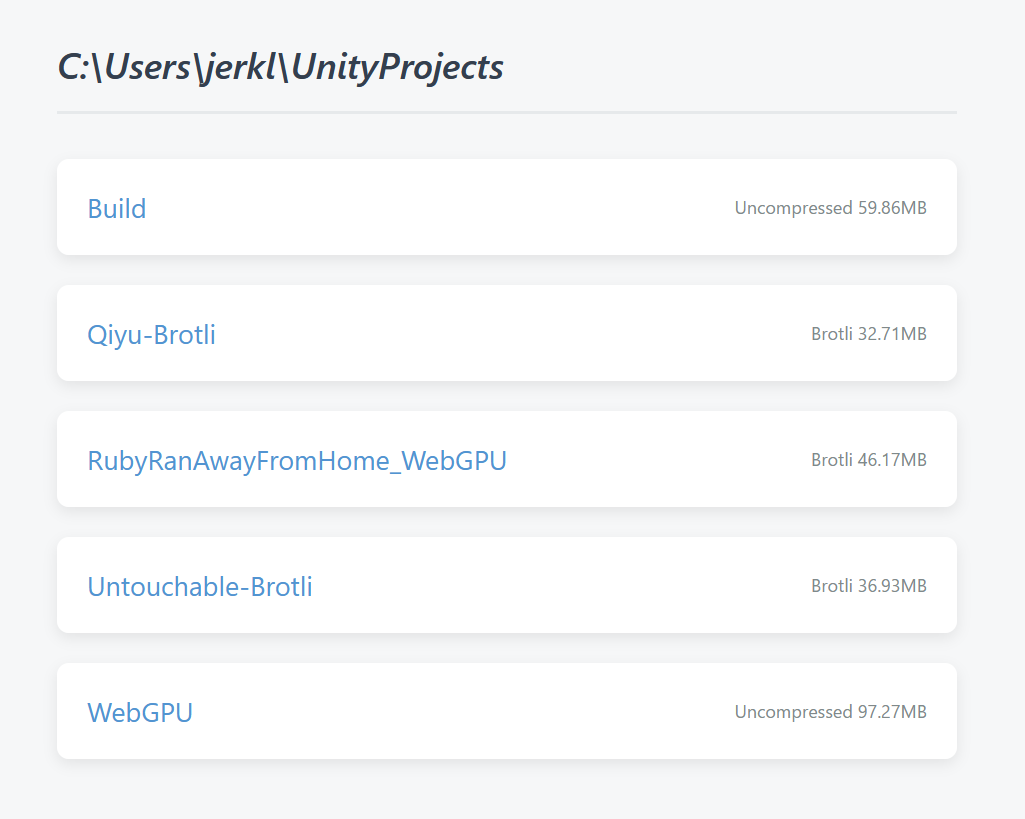 C:\Users\jerkl\UnityProjects
Build
Uncompressed 59.86MB
Qiyu-Brotli
Brotli 32.71MB
RubyRanAwayFromHome_WebGPU
Brotli 46.17MB
Untouchable-Brotli
Brotli 36.93MB
WebGPU
Uncompressed 97.27MB